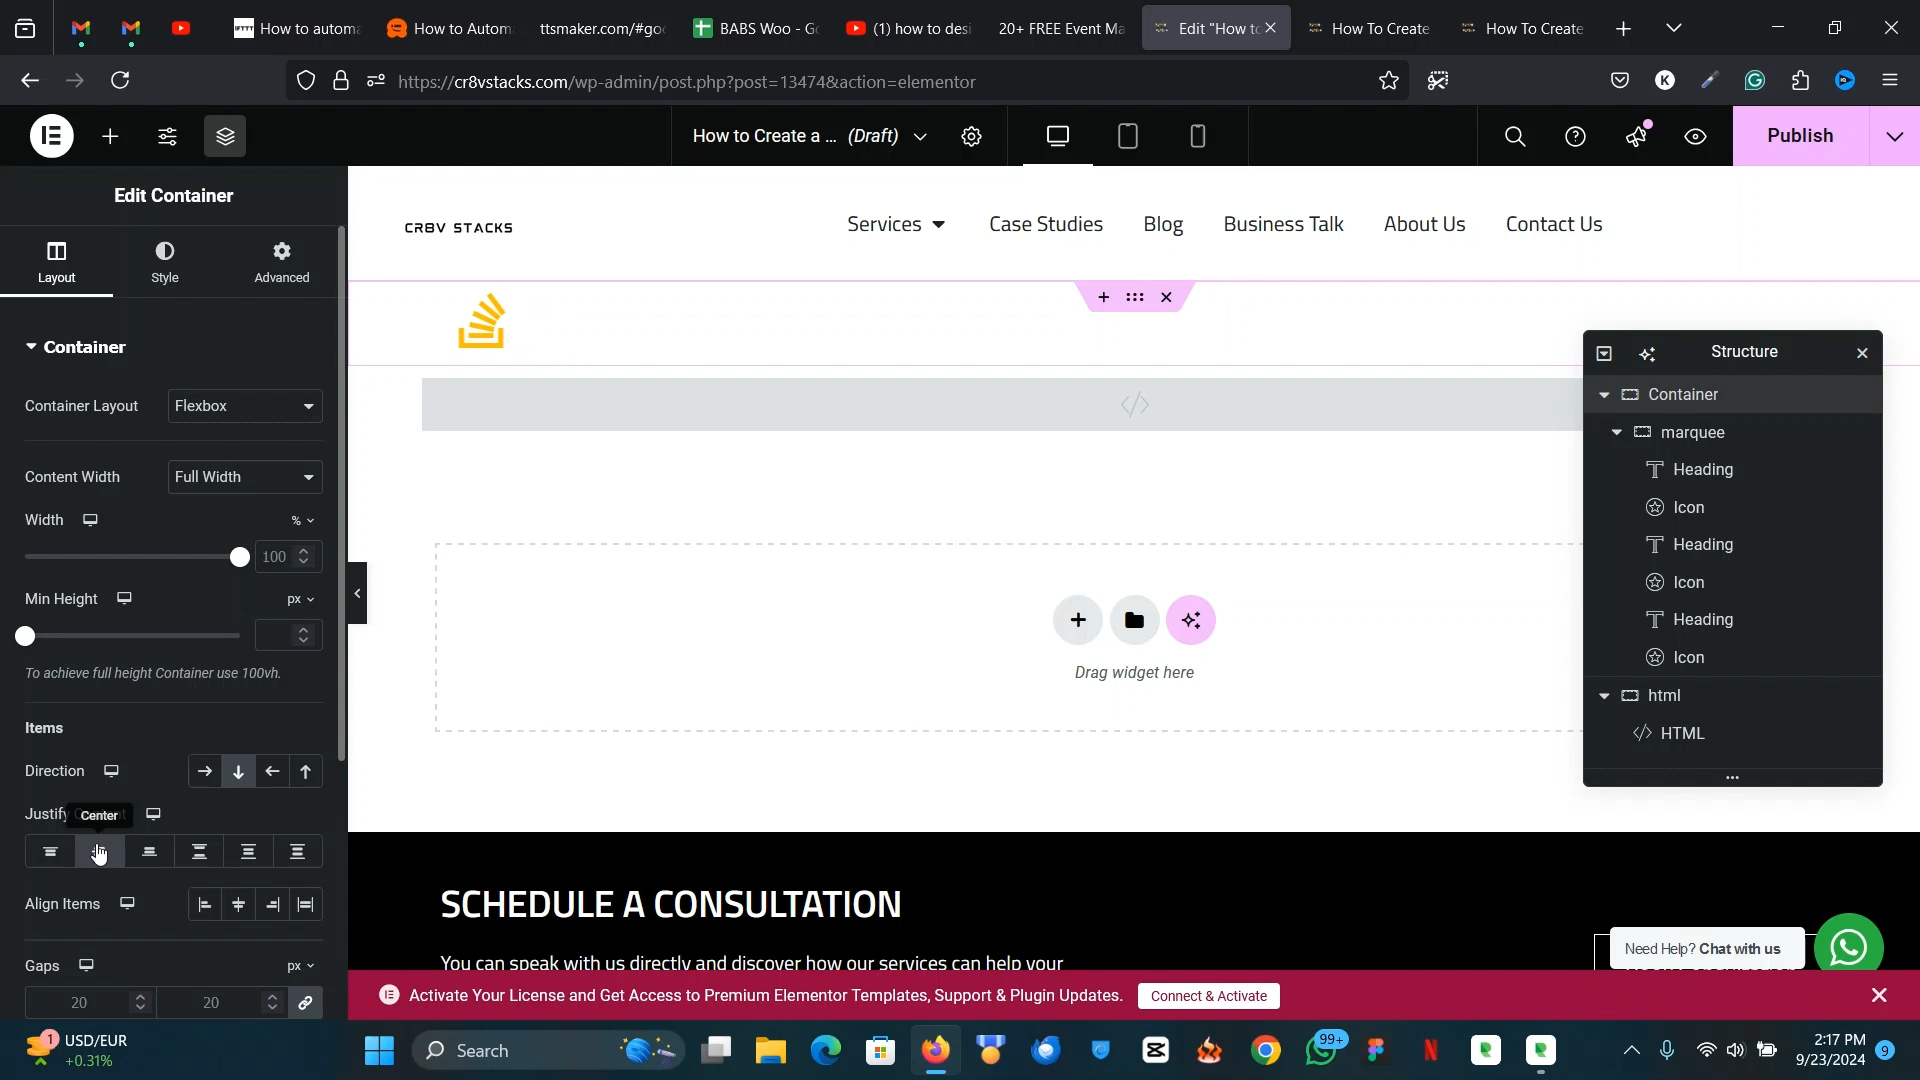 How to automa
How to Autom
ttsmaker.com/#goo
BABS Woo - Go
(1) how to desi
20+ FREE Event Ma
Edit "How to
How To Create
How To Create
https://cr8vstacks.com/wp-admin/post.php?post=13474&action=elementor
How to Create a ... (Draft)
Publish
Edit Container
Layout
Style
Advanced
Container
Container Layout
Flexbox
Content Width
Full Width
Width
%
100
Min Height
px
To achieve full height Container use 100vh.
Items
Direction
Justify
Center
Align Items
Gaps
px
20
20
CR8V STACKS
Services
Case Studies
Blog
Business Talk
About Us
Contact Us
Drag widget here
Structure
Container
marquee
Heading
Icon
Heading
Icon
Heading
Icon
html
HTML
SCHEDULE A CONSULTATION
You can speak with us directly and discover how our services can help your
Need Help? Chat with us
Activate Your License and Get Access to Premium Elementor Templates, Support & Plugin Updates.
Connect & Activate
1
USD/EUR
+0.31%
Search
99+
2:17 PM
9/23/2024
9